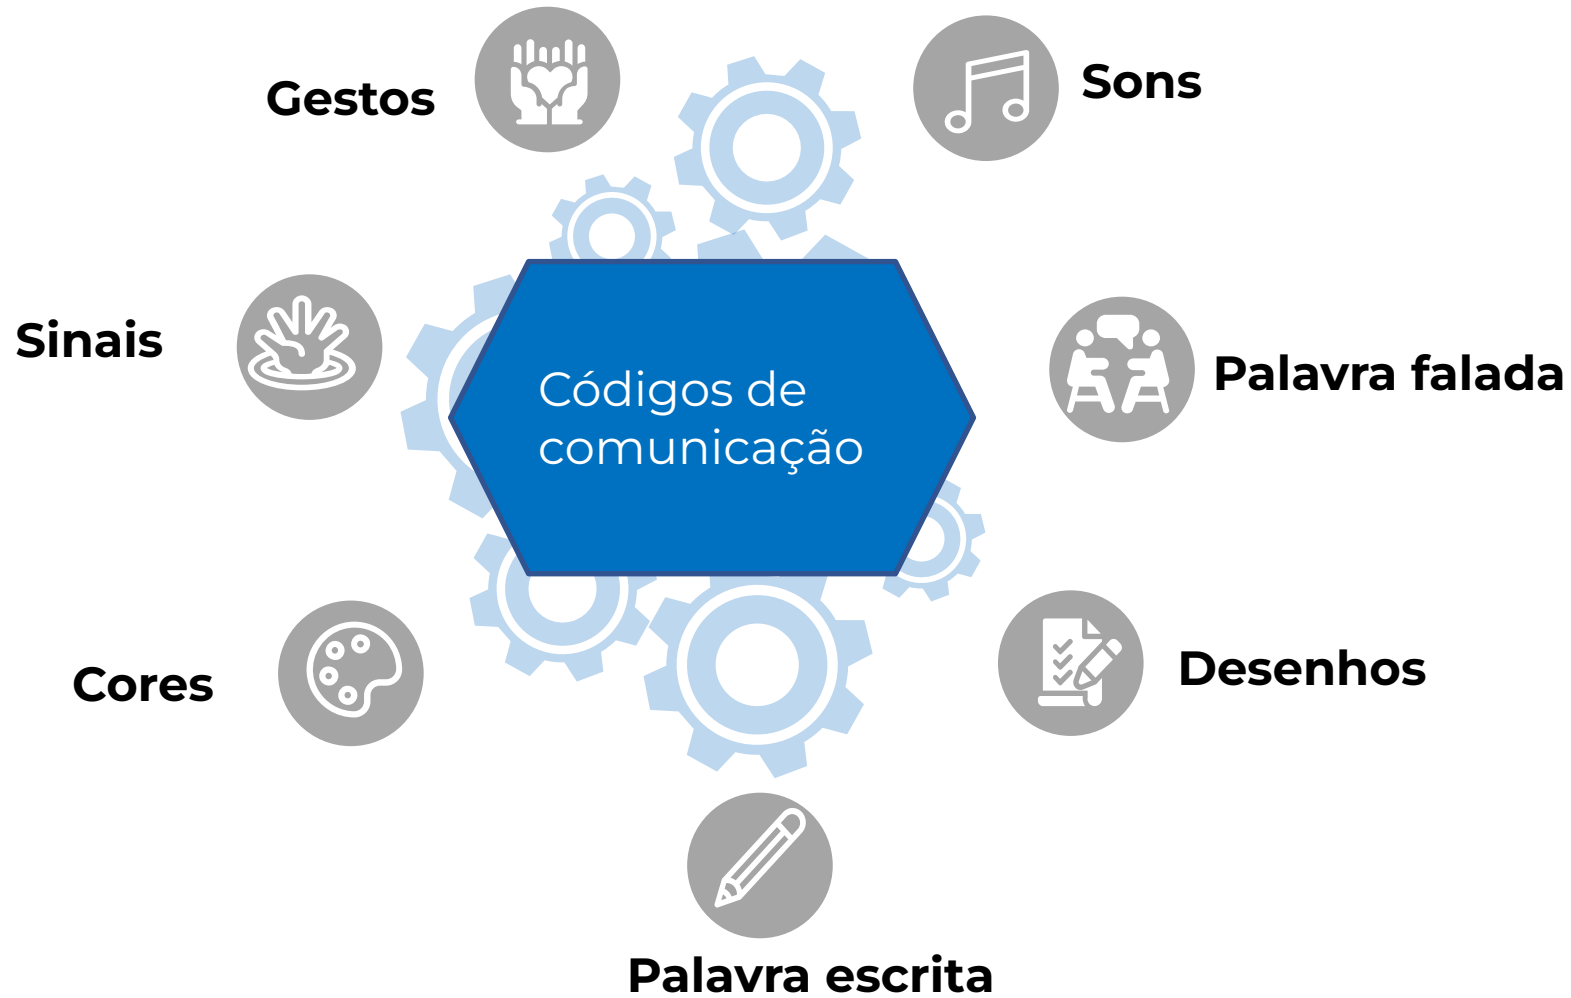 Gestos
Sons
Sinais
Palavra falada
Códigos de
comunicação
Cores
Desenhos
Palavra escrita